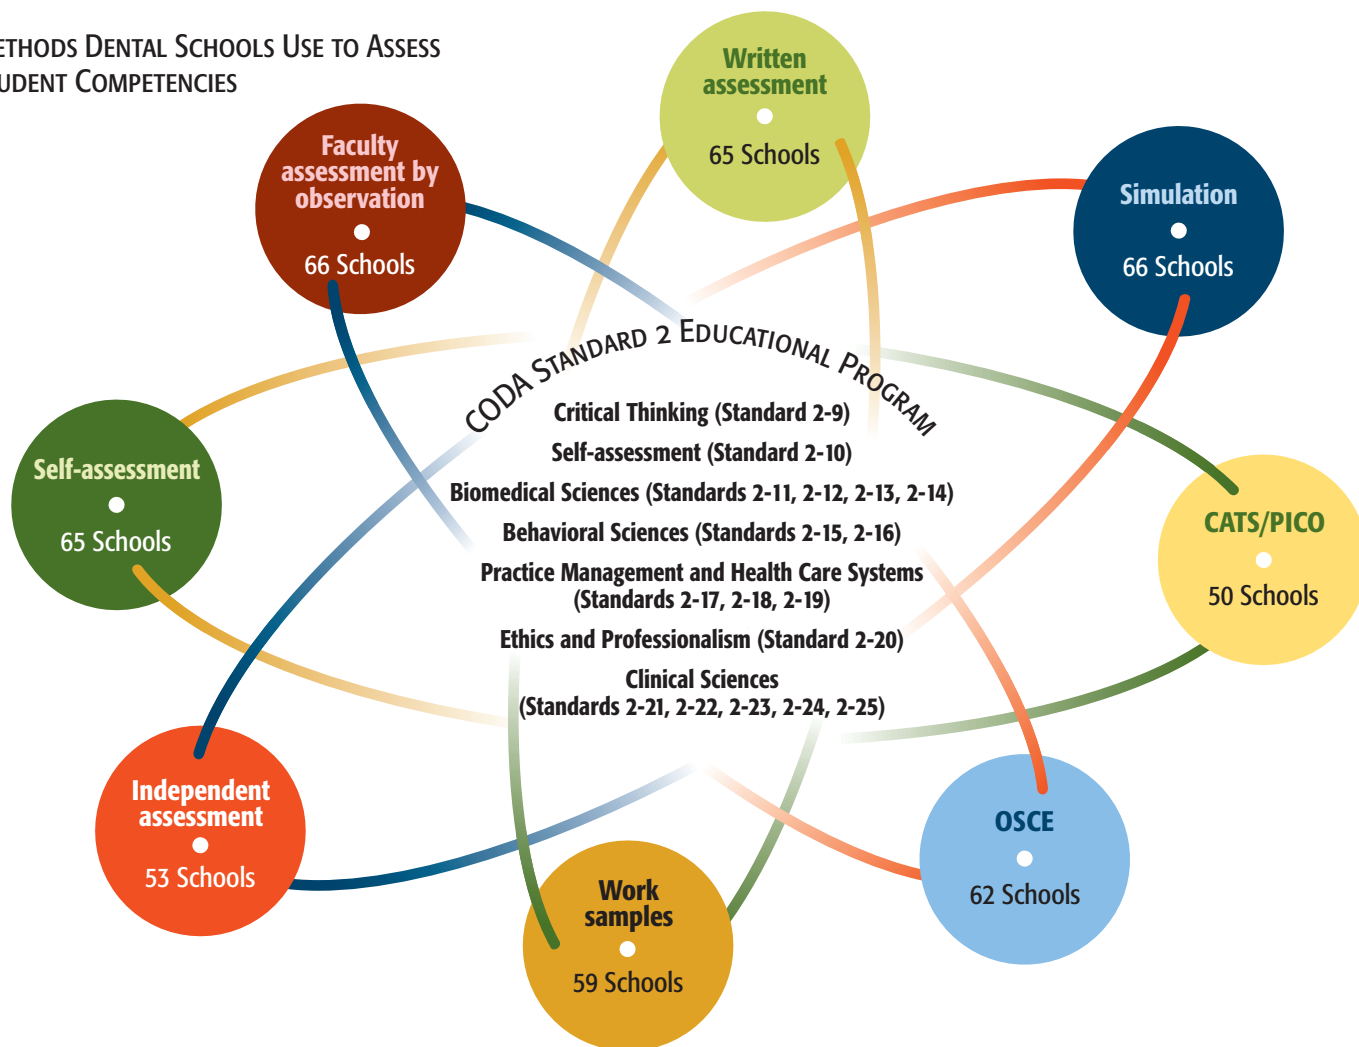 ETHODS DENTAL SCHOOLS USE TO ASSESS
UDENT COMPETENCIES
Written
assessment
65 Schools
Faculty
assessment by
observation
66 Schools
Simulation
66 Schools
CODA STANDARD 2 EDUCATIONAL PROGRAM
Critical Thinking (Standard 2-9)
Self-assessment (Standard 2-10)
Biomedical Sciences (Standards 2-11, 2-12, 2-13, 2-14)
Behavioral Sciences (Standards 2-15, 2-16)
Practice Management and Health Care Systems
(Standards 2-17, 2-18, 2-19)
Ethics and Professionalism (Standard 2-20)
Clinical Sciences
(Standards 2-21, 2-22, 2-23, 2-24, 2-25)
Self-assessment
65 Schools
CATS/PICO
50 Schools
Independent
assessment
53 Schools
OSCE
62 Schools
Work
samples
59 Schools